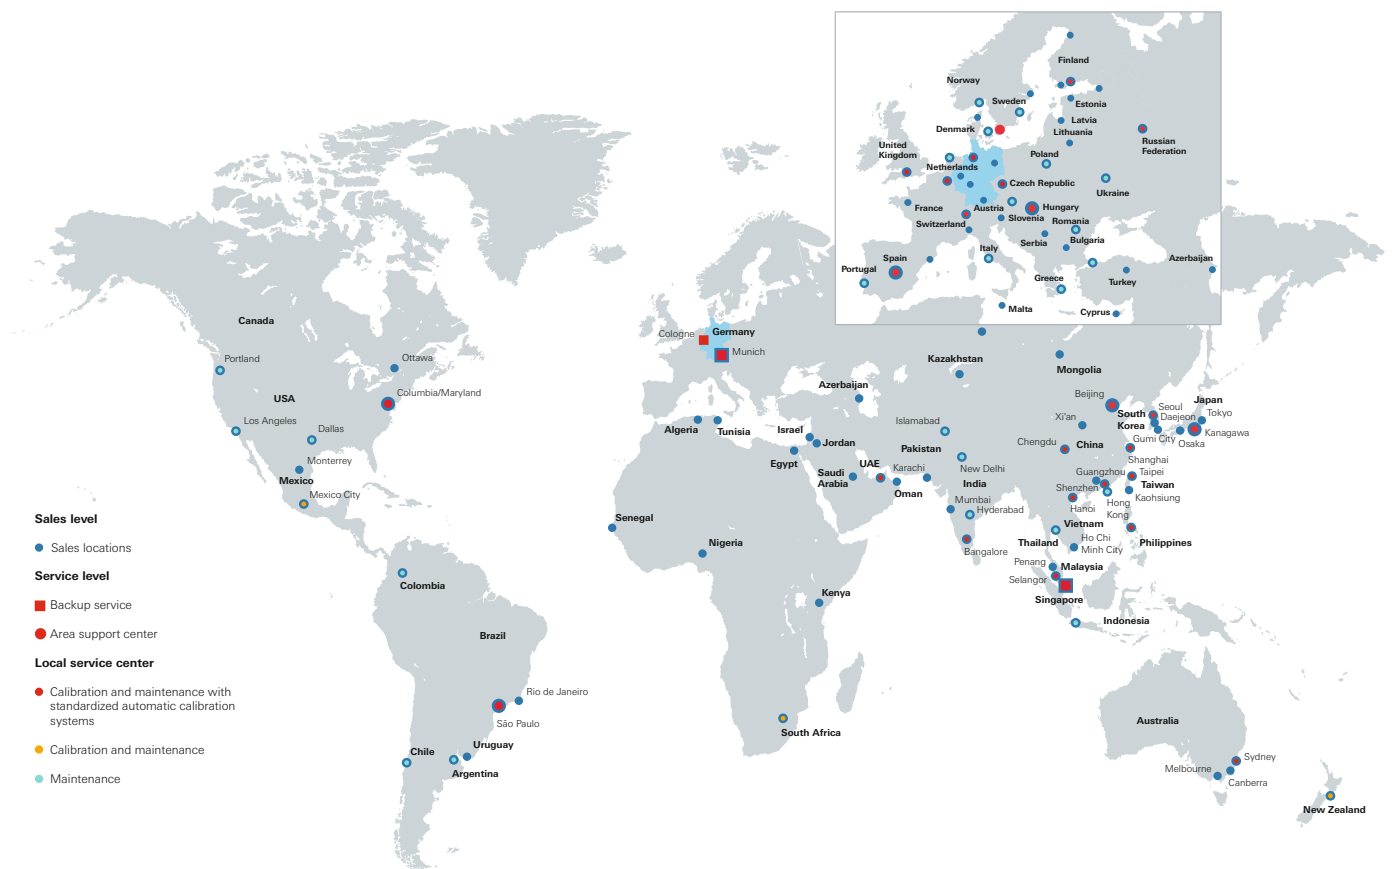 Finland
Norway
Sweden
Estonia
Denmark
Latvia
Lithuania
United
Kingdom
Russian
Federation
Poland
Netherlands
Czech Republic
Ukraine
France
Austria
Hungary
Slovenia
Romania
Switzerland
Serbia
Bulgaria
Italy
Spain
Azerbaijan
Portugal
Greece
Turkey
Malta
Cyprus
Canada
Cologne
Germany
Munich
Portland
Ottawa
Kazakhstan
Mongolia
Azerbaijan
USA
Columbia/Maryland
Beijing
Japan
Seoul
Tokyo
South
Korea
Daejeon
Los Angeles
Dallas
Algeria
Tunisia
Israel
Jordan
Islamabad
Xi'an
Kanagawa
Gumi City
Osaka
Chengdu
China
Pakistan
Egypt
Monterrey
Mexico
Saudi
Arabia
UAE
Karachi
Oman
New Delhi
India
Shanghai
Guangzhou
Taipei
Shenzhen
Taiwan
Kaohsiung
Mexico City
Mumbai
Hyderabad
Hanoi
Hong
Kong
Senegal
Vietnam
Nigeria
Bangalore
Thailand
Ho Chi
Minh City
Philippines
Penang
Malaysia
Selangor
Singapore
Colombia
Kenya
Indonesia
Brazil
Rio de Janeiro
São Paulo
South Africa
Australia
Chile
Uruguay
Argentina
Sydney
Melbourne
Canberra
New Zealand
Sales level
Sales locations
Service level
Backup service
Area support center
Local service center
Calibration and maintenance with
standardized automatic calibration
systems
Calibration and maintenance
Maintenance